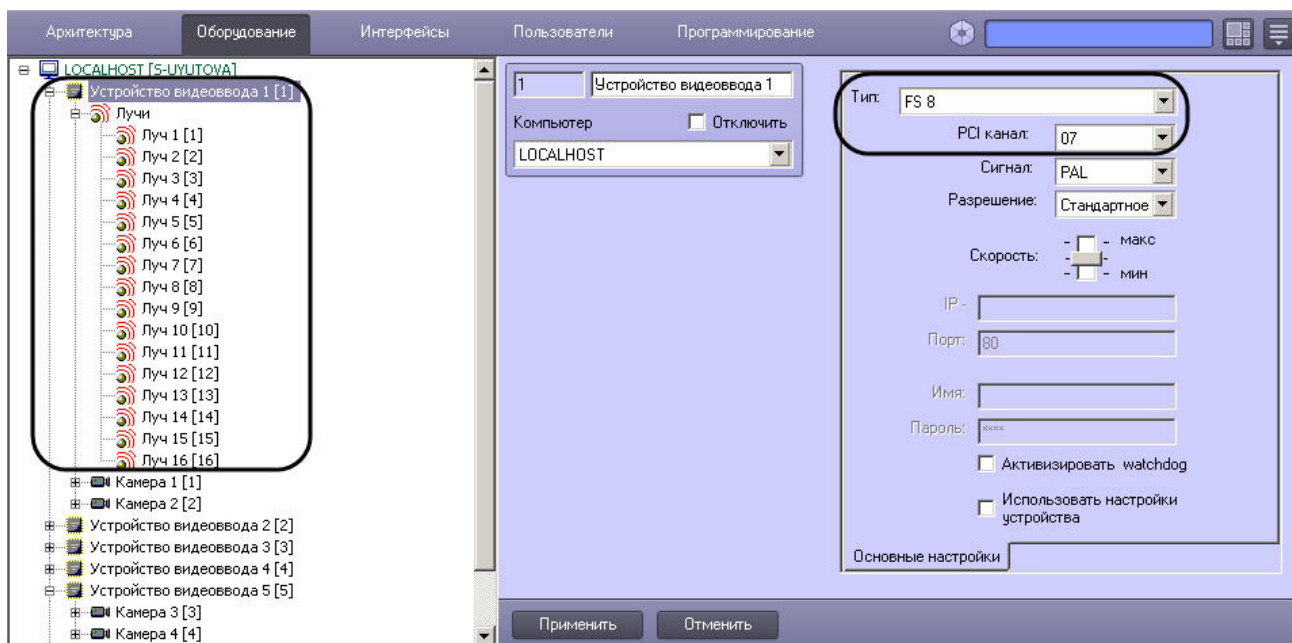 Архитектура Оборудование Интерфейсы Пользователи Программирование
LOCALHOST [S-UYUTOVA]
Устройство видеоввода 1 [1]
Лучи
Луч 1 [1]
Луч 2 [2]
Луч 3 [3]
Луч 4 [4]
Луч 5 [5]
Луч 6 [6]
Луч 7 [7]
Луч 8 [8]
Луч 9 [9]
Луч 10 [10]
Луч 11 [11]
Луч 12 [12]
Луч 13 [13]
Луч 14 [14]
Луч 15 [15]
Луч 16 [16]
Камера 1 [1]
Камера 2 [2]
Устройство видеоввода 2 [2]
Устройство видеоввода 3 [3]
Устройство видеоввода 4 [4]
Устройство видеоввода 5 [5]
Камера 3 [3]
Камера 4 [4]
1 Устройство видеоввода 1
Компьютер Отключить
LOCALHOST
Тип: FS 8
PCI канал: 07
Сигнал: PAL
Разрешение: Стандартное
- - макс
Скорость: - -
- - мин
IP -
Порт: 80
Имя:
Пароль: ××××
Активизировать watchdog
Использовать настройки
устройства
Основные настройки
Применить Отменить